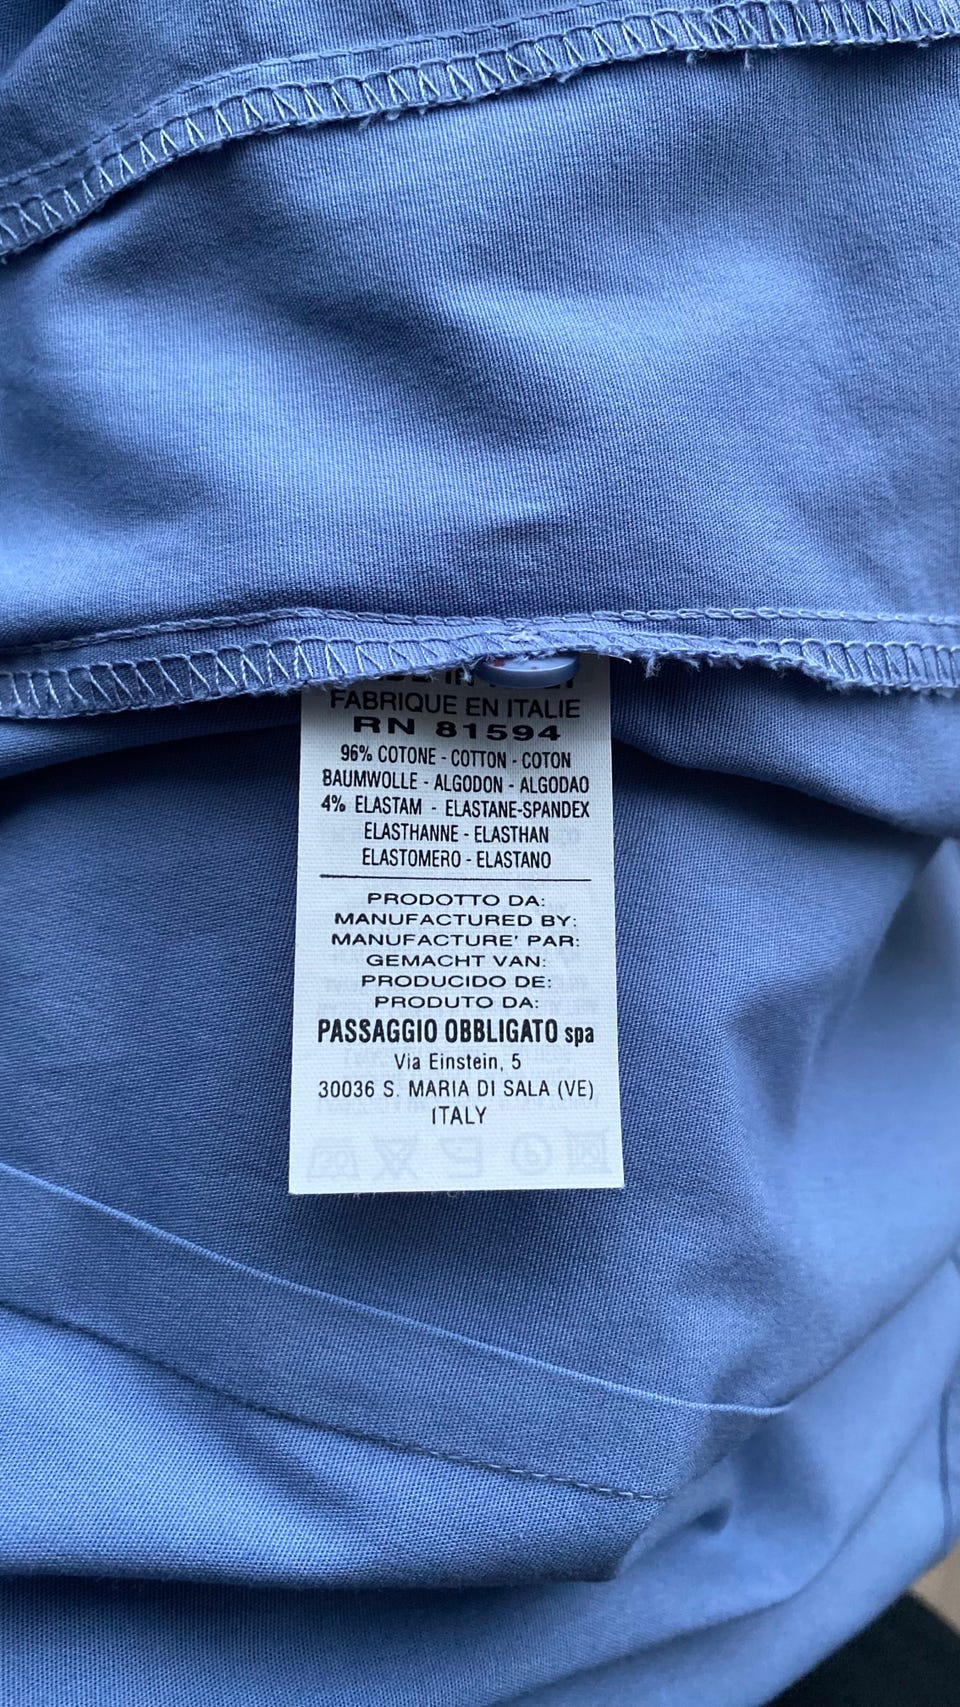 FABRIQUE EN ITALIE
RN 81594
96% COTONE - COTTON - COTON
BAUMWOLLE - ALGODON - ALGODAO
4% ELASTAM - ELASTANE-SPANDEX
ELASTHANNE - ELASTHAN
ELASTOMERO - ELASTANO
PRODOTTO DA:
MANUFACTURED BY:
MANUFACTURE' PAR:
GEMACHT VAN:
PRODUCIDO DE:
PRODUTO DA:
PASSAGGIO OBBLIGATO spa
Via Einstein, 5
30036 S. MARIA DI SALA (VE)
ITALY